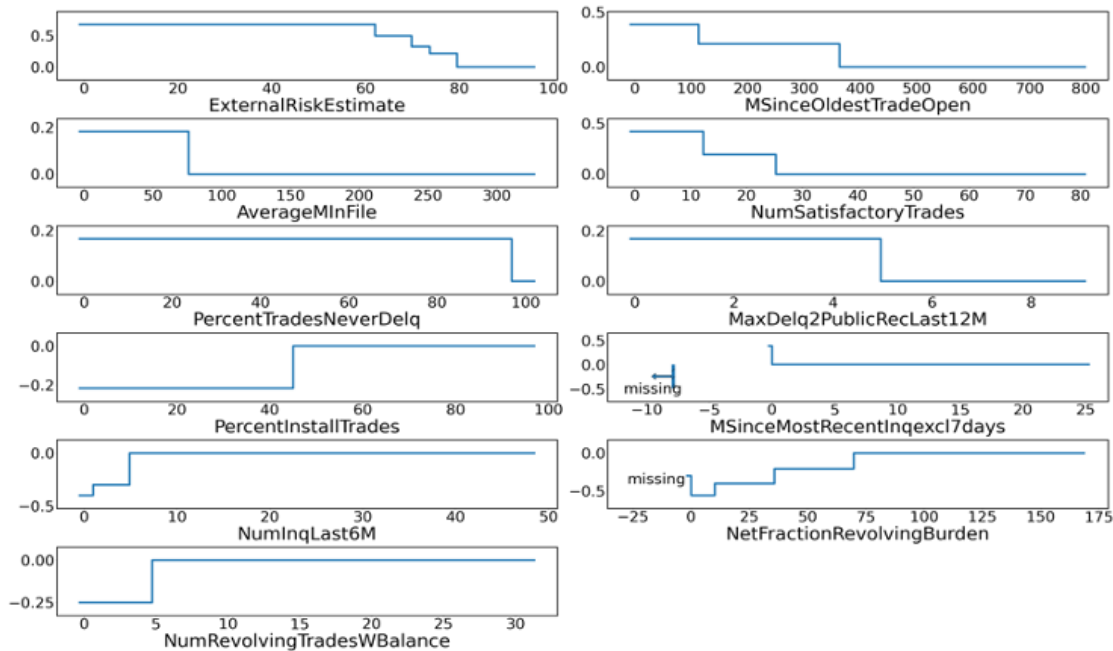 0.5
0.0
0 20 40 60 80 100
ExternalRiskEstimate
0.5
0.0
0 100 200 300 400 500 600 700 800
MSinceOldestTradeOpen
0.2
0.0
0 50 100 150 200 250 300
AverageMInFile
0.5
0.0
0 10 20 30 40 50 60 70 80
NumSatisfactoryTrades
0.2
0.0
0 20 40 60 80 100
PercentTradesNeverDelq
0.2
0.0
0 2 4 6 8
MaxDelq2PublicRecLast12M
0.0
−0.2
0 20 40 60 80 100
PercentInstallTrades
0.5
0.0
−0.5
missing
−10 −5 0 5 10 15 20 25
MSinceMostRecentInqexcl7days
0.0
−0.5
0 10 20 30 40 50
NumInqLast6M
0.0
−0.5
missing
−25 0 25 50 75 100 125 150 175
NetFractionRevolvingBurden
0.00
−0.25
0 5 10 15 20 25 30
NumRevolvingTradesWBalance